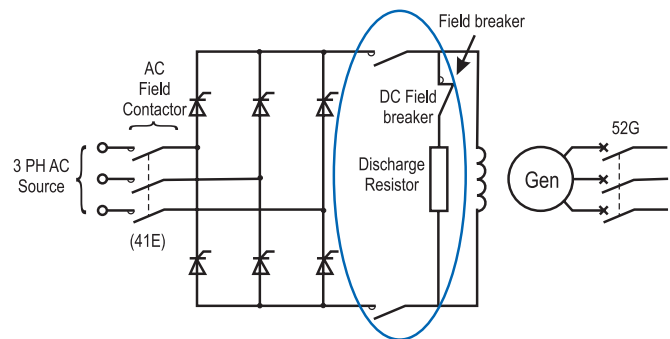 Field breaker
AC
Field
Contactor
DC Field
breaker
52G
3 PH AC
Source
Discharge
Resistor
Gen
(41E)